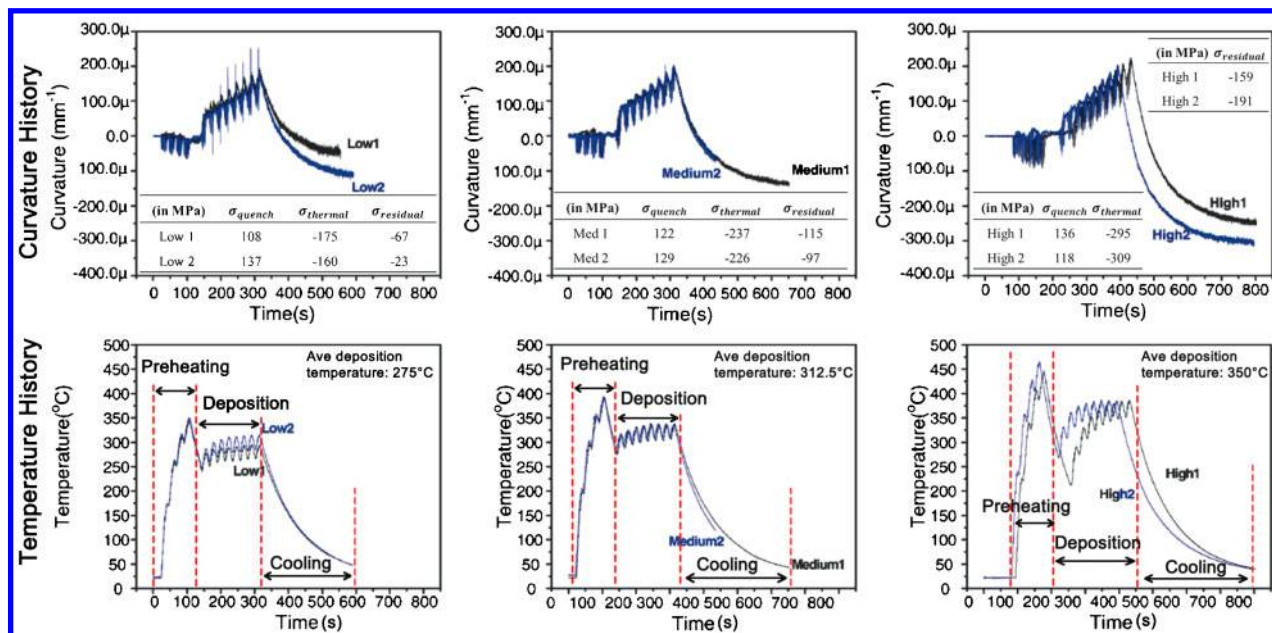 Curvature History
Curvature (mm⁻¹)
300.0µ
200.0µ
100.0µ
0.0
100.0µ
-200.0µ
-300.0µ
-400.0µ
Low1
Low2
(in MPa) σquench σthermal σresidual
Low 1 108 -175 -67
Low 2 137 -160 -23
0 100 200 300 400 500 600 700 800
Time(s)
Curvature (mm⁻¹)
300.0µ
200.0µ
100.0µ
0.0
100.0µ
-200.0µ
-300.0µ
-400.0µ
Medium2
Medium1
(in MPa) σquench σthermal σresidual
Med 1 122 -237 -115
Med 2 129 -226 -97
0 100 200 300 400 500 600 700 800
Time(s)
Curvature (mm⁻¹)
300.0µ
200.0µ
100.0µ
0.0
100.0µ
-200.0µ
-300.0µ
-400.0µ
(in MPa) σresidual
High 1 -159
High 2 -191
High1
High2
(in MPa) σquench σthermal
High 1 136 -295
High 2 118 -309
0 100 200 300 400 500 600 700 800
Time(s)
Temperature History
Temperature(°C)
500
450
400
350
300
250
200
150
100
50
0
Preheating
Ave deposition
temperature: 275°C
Deposition
Low2
Low1
Cooling
0 100 200 300 400 500 600 700 800
Time (s)
Temperature(°C)
500
450
400
350
300
250
200
150
100
50
0
Preheating
Ave deposition
temperature: 312.5°C
Deposition
Medium2
Medium1
Cooling
0 100 200 300 400 500 600 700 800
Time (s)
Temperature(°C)
500
450
400
350
300
250
200
150
100
50
0
Ave deposition
temperature: 350°C
High1
High2
Preheating
Deposition
Cooling
0 100 200 300 400 500 600 700 800
Time (s)